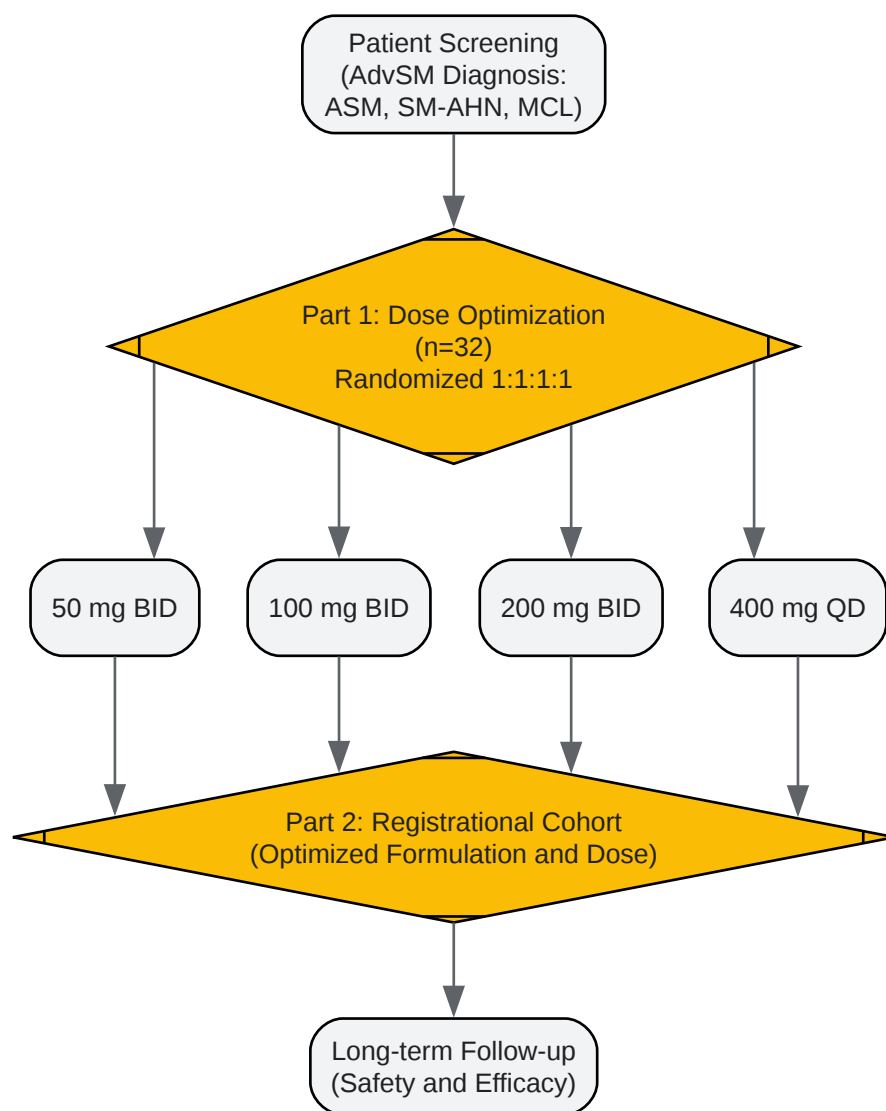 Patient Screening
(AdvSM Diagnosis:
ASM, SM-AHN, MCL)
Part 1: Dose Optimization
(n=32)
Randomized 1:1:1:1
50 mg BID
100 mg BID
200 mg BID
400 mg QD
Part 2: Registrational Cohort
(Optimized Formulation and Dose)
Long-term Follow-up
(Safety and Efficacy)